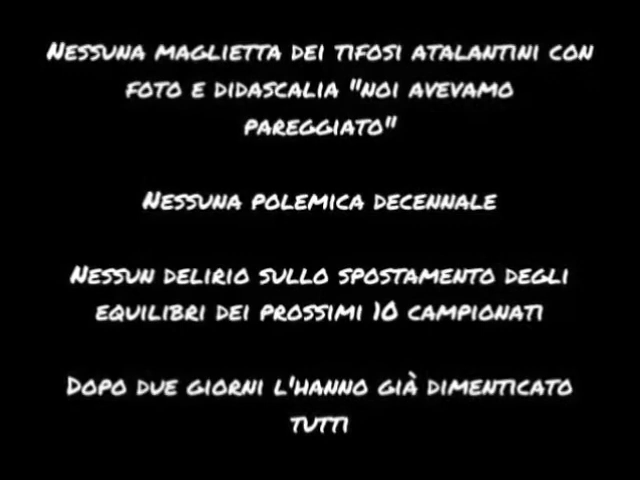 Nessuna maglietta dei tifosi atalantini con
foto e didascalia "noi avevamo
pareggiato"
Nessuna polemica decennale
Nessun delirio sullo spostamento degli
equilibri dei prossimi 10 campionati
Dopo due giorni l'hanno già dimenticato
tutti